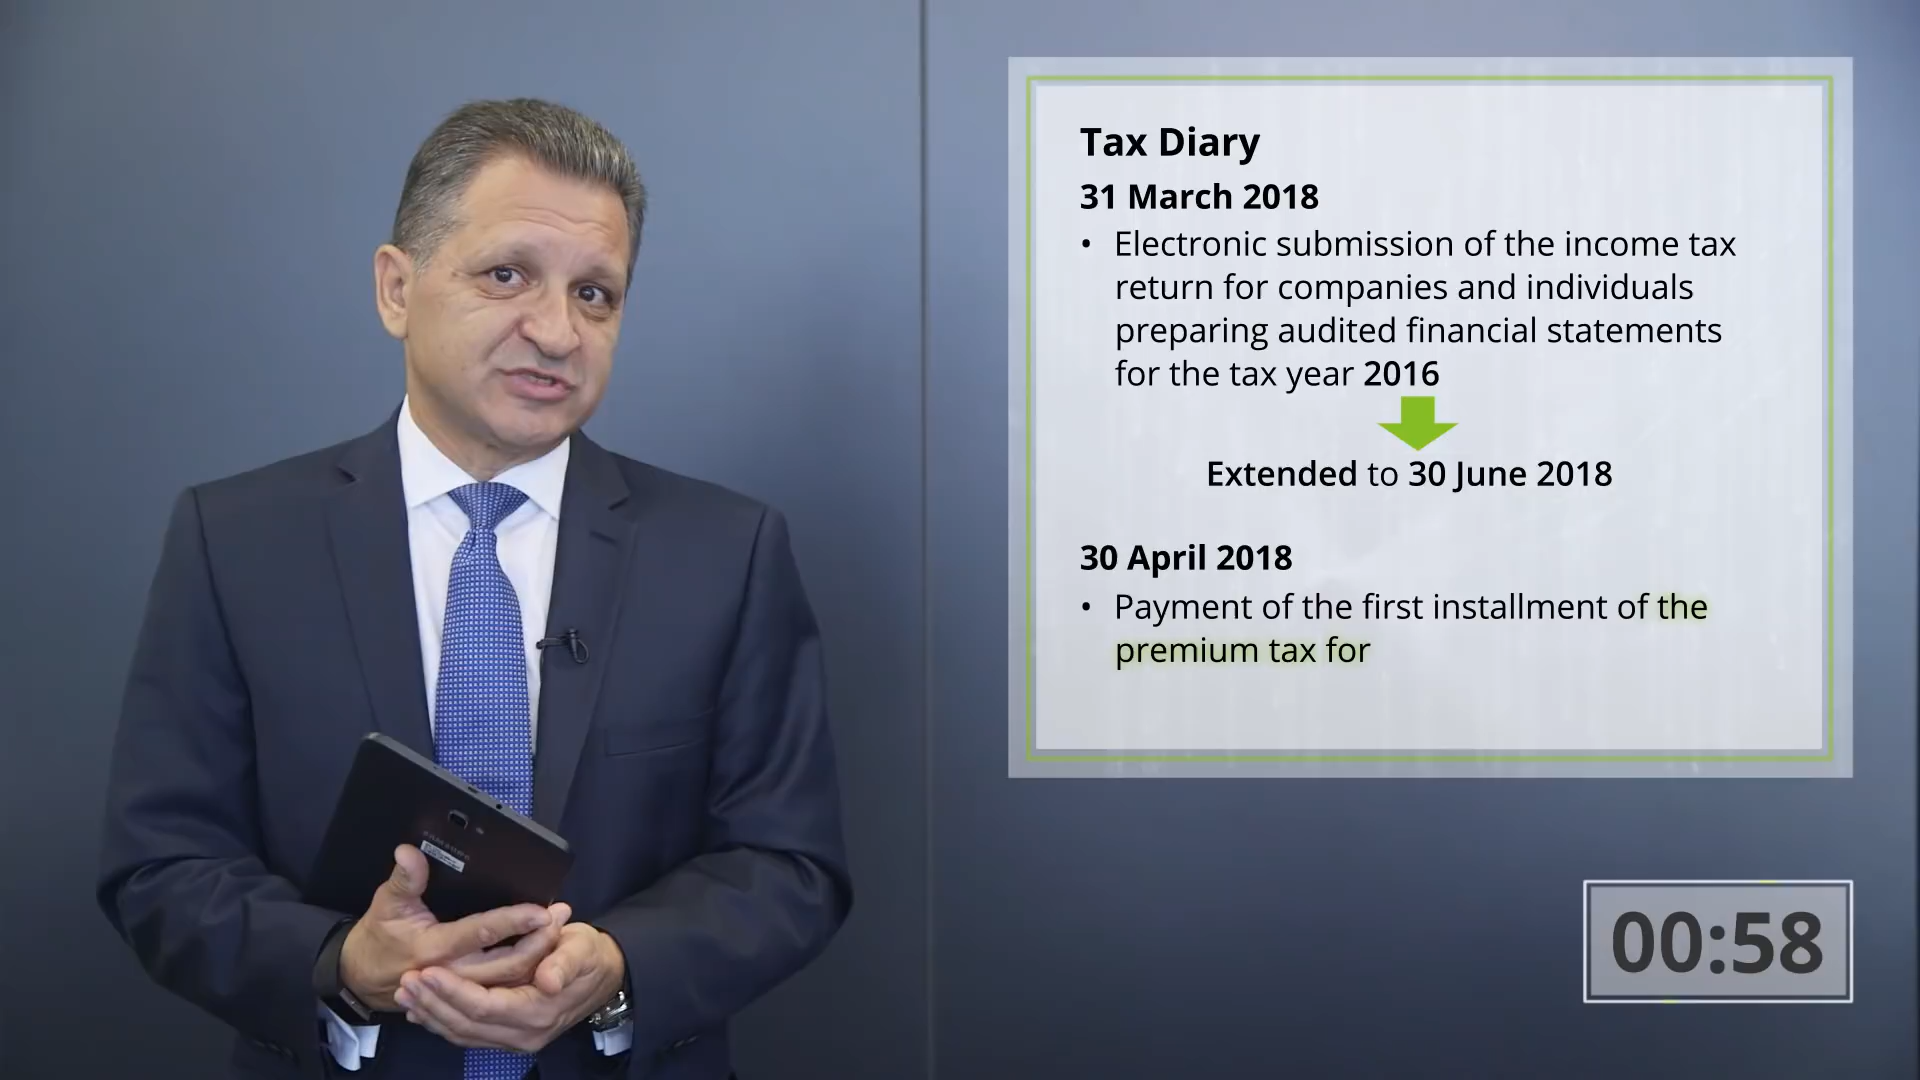 Tax Diary
31 March 2018
• Electronic submission of the income tax
return for companies and individuals
preparing audited financial statements
for the tax year 2016
Extended to 30 June 2018
30 April 2018
• Payment of the first installment of the
premium tax for
SAMSUNG
00:58